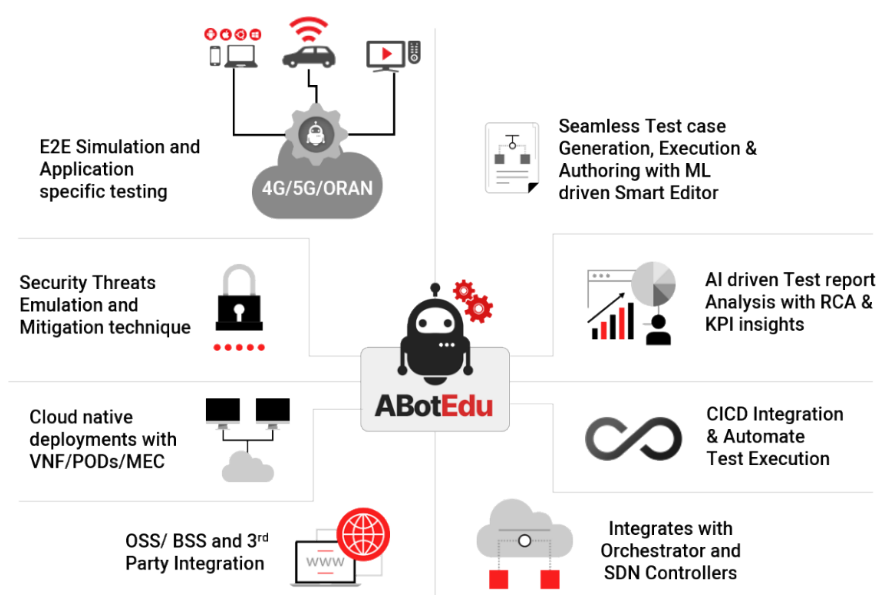 E2E Simulation and
Application
specific testing
4G/5G/ORAN
Seamless Test case
Generation, Execution &
Authoring with ML
driven Smart Editor
Security Threats
Emulation and
Mitigation technique
AI driven Test report
Analysis with RCA &
KPI insights
ABotEdu
Cloud native
deployments with
VNF/PODs/MEC
CICD Integration
& Automate
Test Execution
OSS/ BSS and 3rd
Party Integration
www
Integrates with
Orchestrator and
SDN Controllers